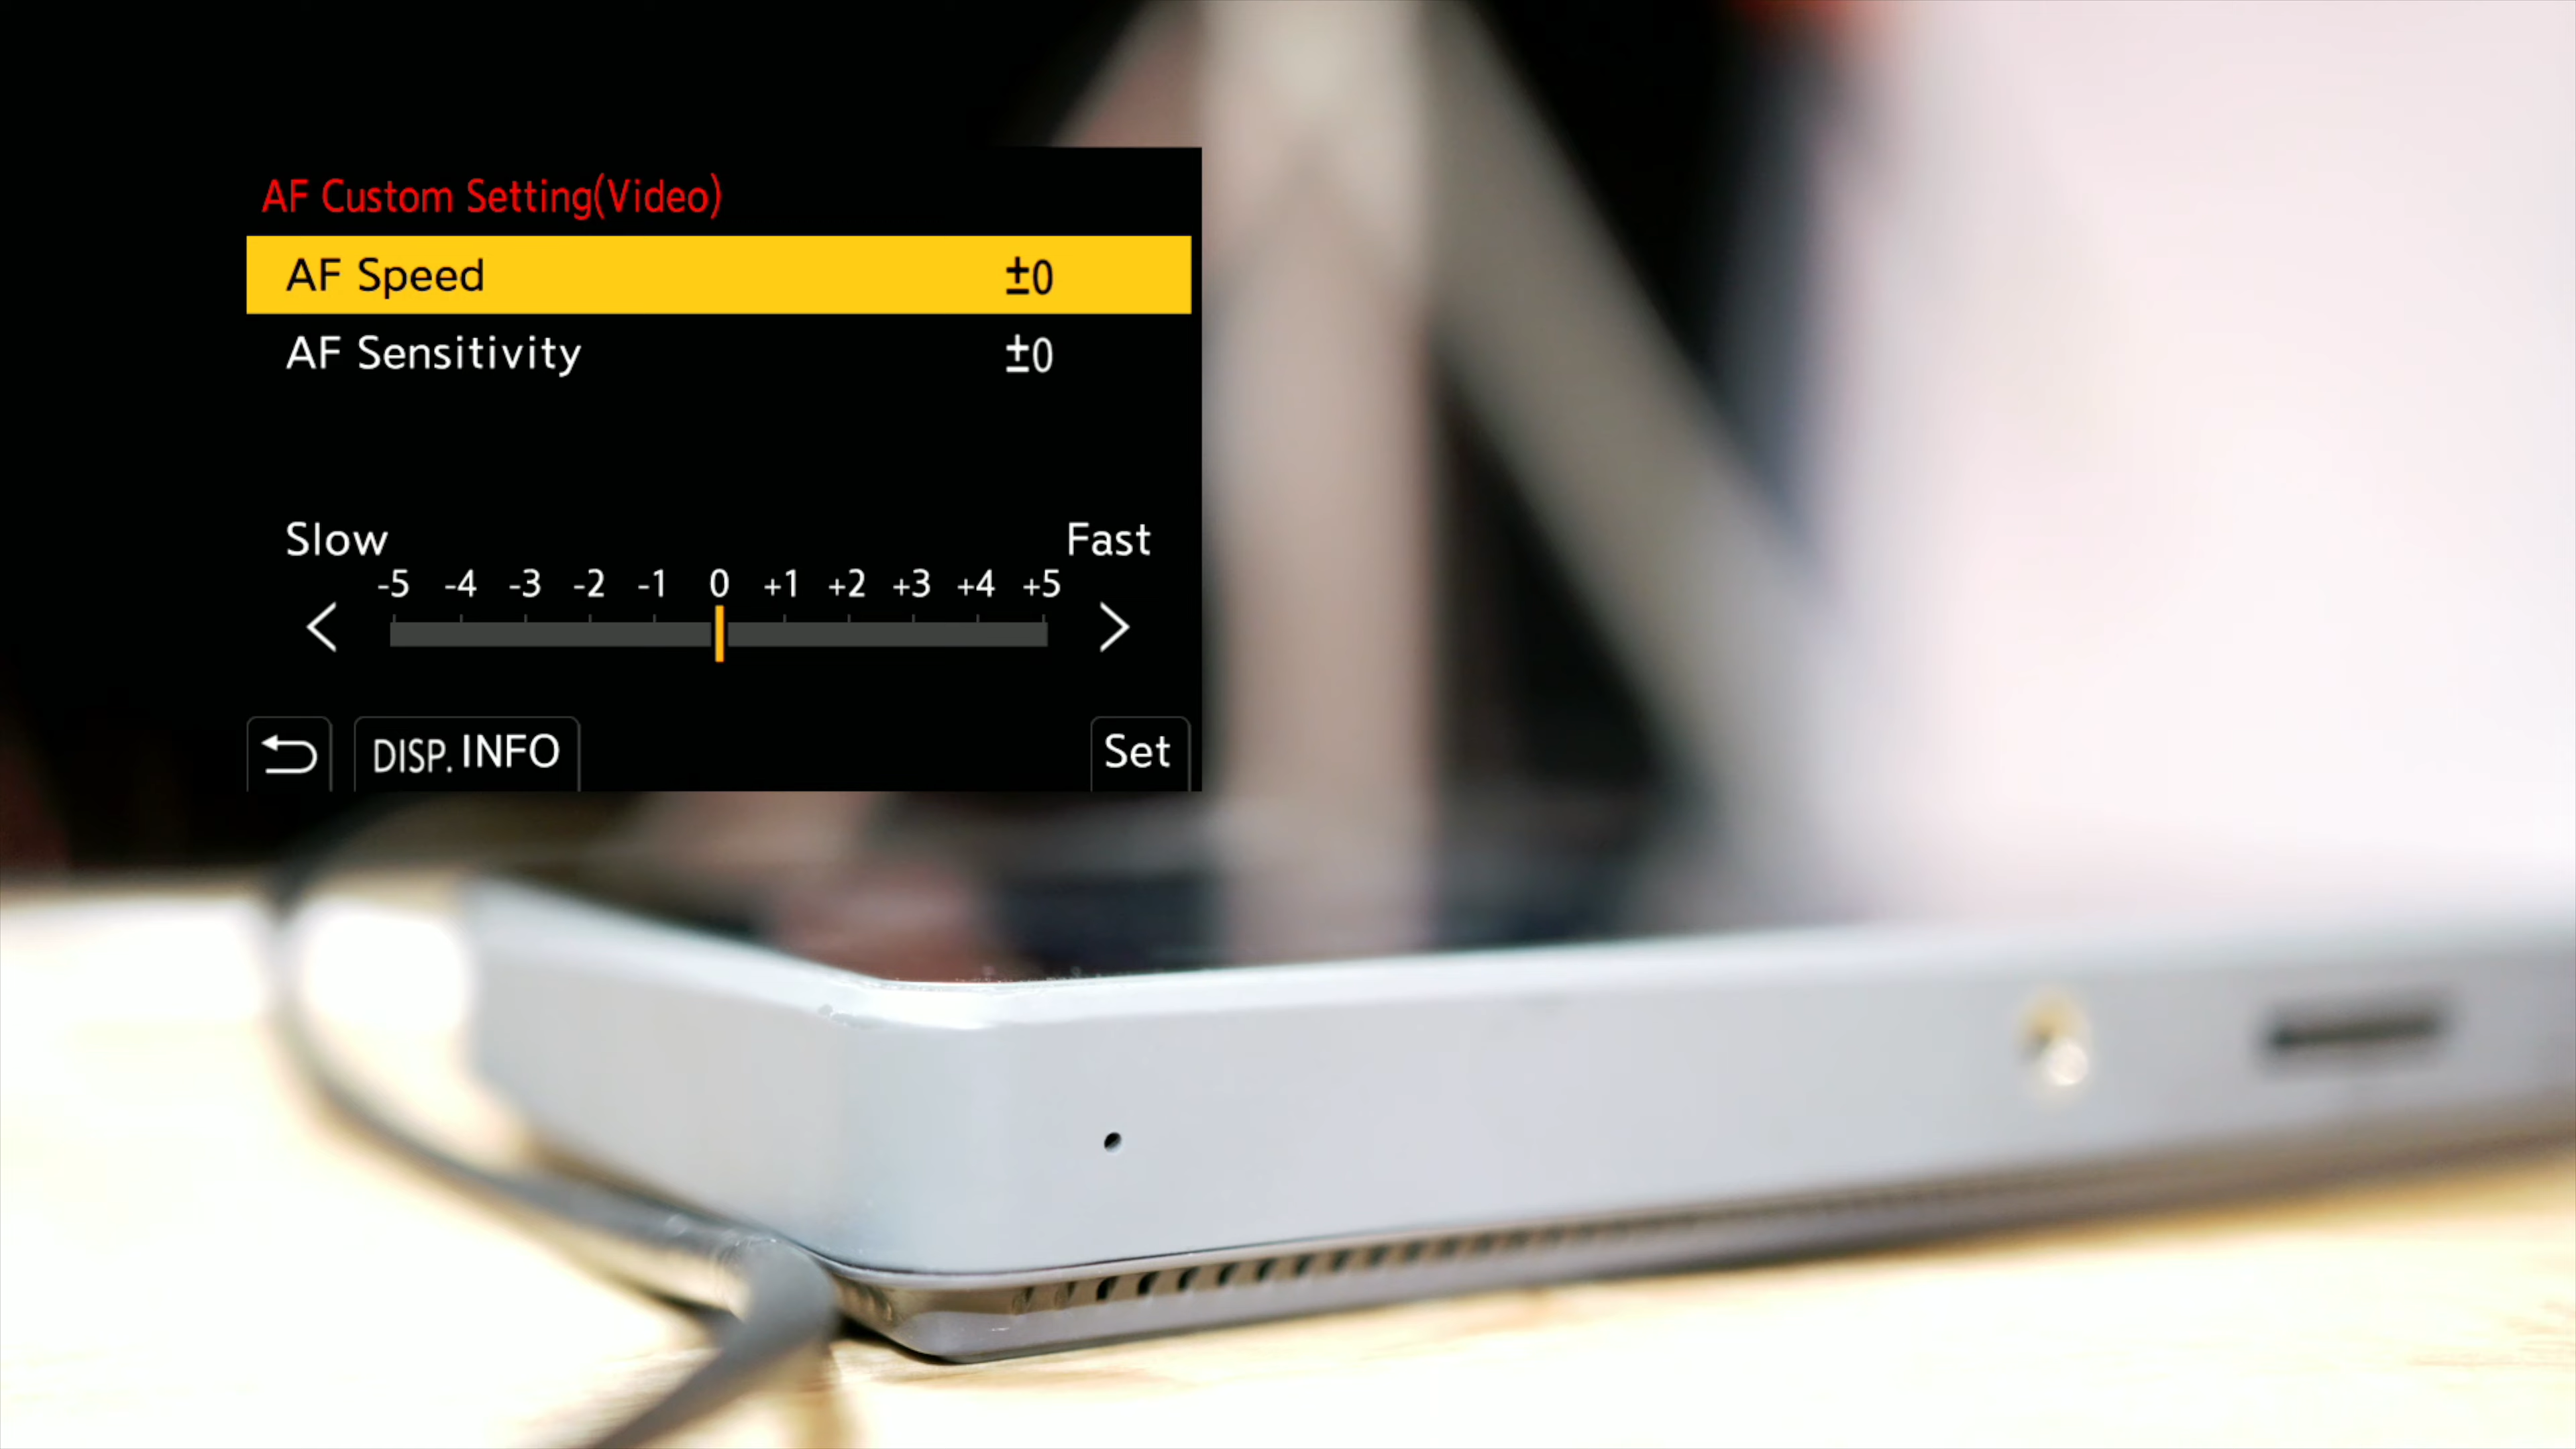 AF Custom Setting(Video)
AF Speed ±0
AF Sensitivity ±0
Slow Fast
-5 -4 -3 -2 -1 0 +1 +2 +3 +4 +5
DISP. INFO Set